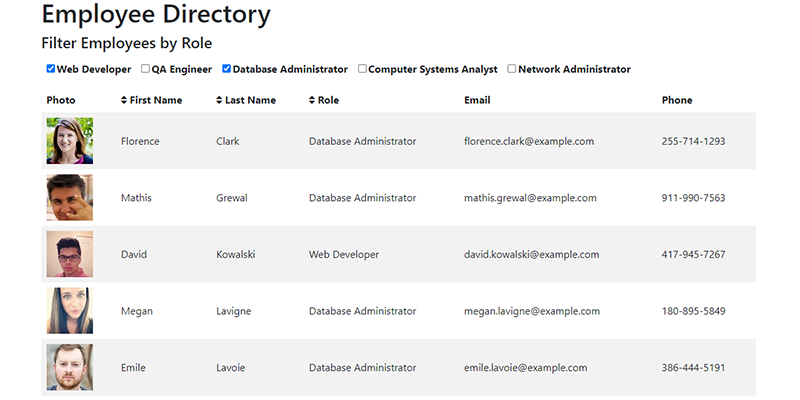 Employee Directory
Filter Employees by Role
Web Developer QA Engineer Database Administrator Computer Systems Analyst Network Administrator
Photo First Name Last Name Role Email Phone
Florence Clark Database Administrator florence.clark@example.com 255-714-1293
Mathis Grewal Database Administrator mathis.grewal@example.com 911-990-7563
David Kowalski Web Developer david.kowalski@example.com 417-945-7267
Megan Lavigne Database Administrator megan.lavigne@example.com 180-895-5849
Emile Lavoie Database Administrator emile.lavoie@example.com 386-444-5191